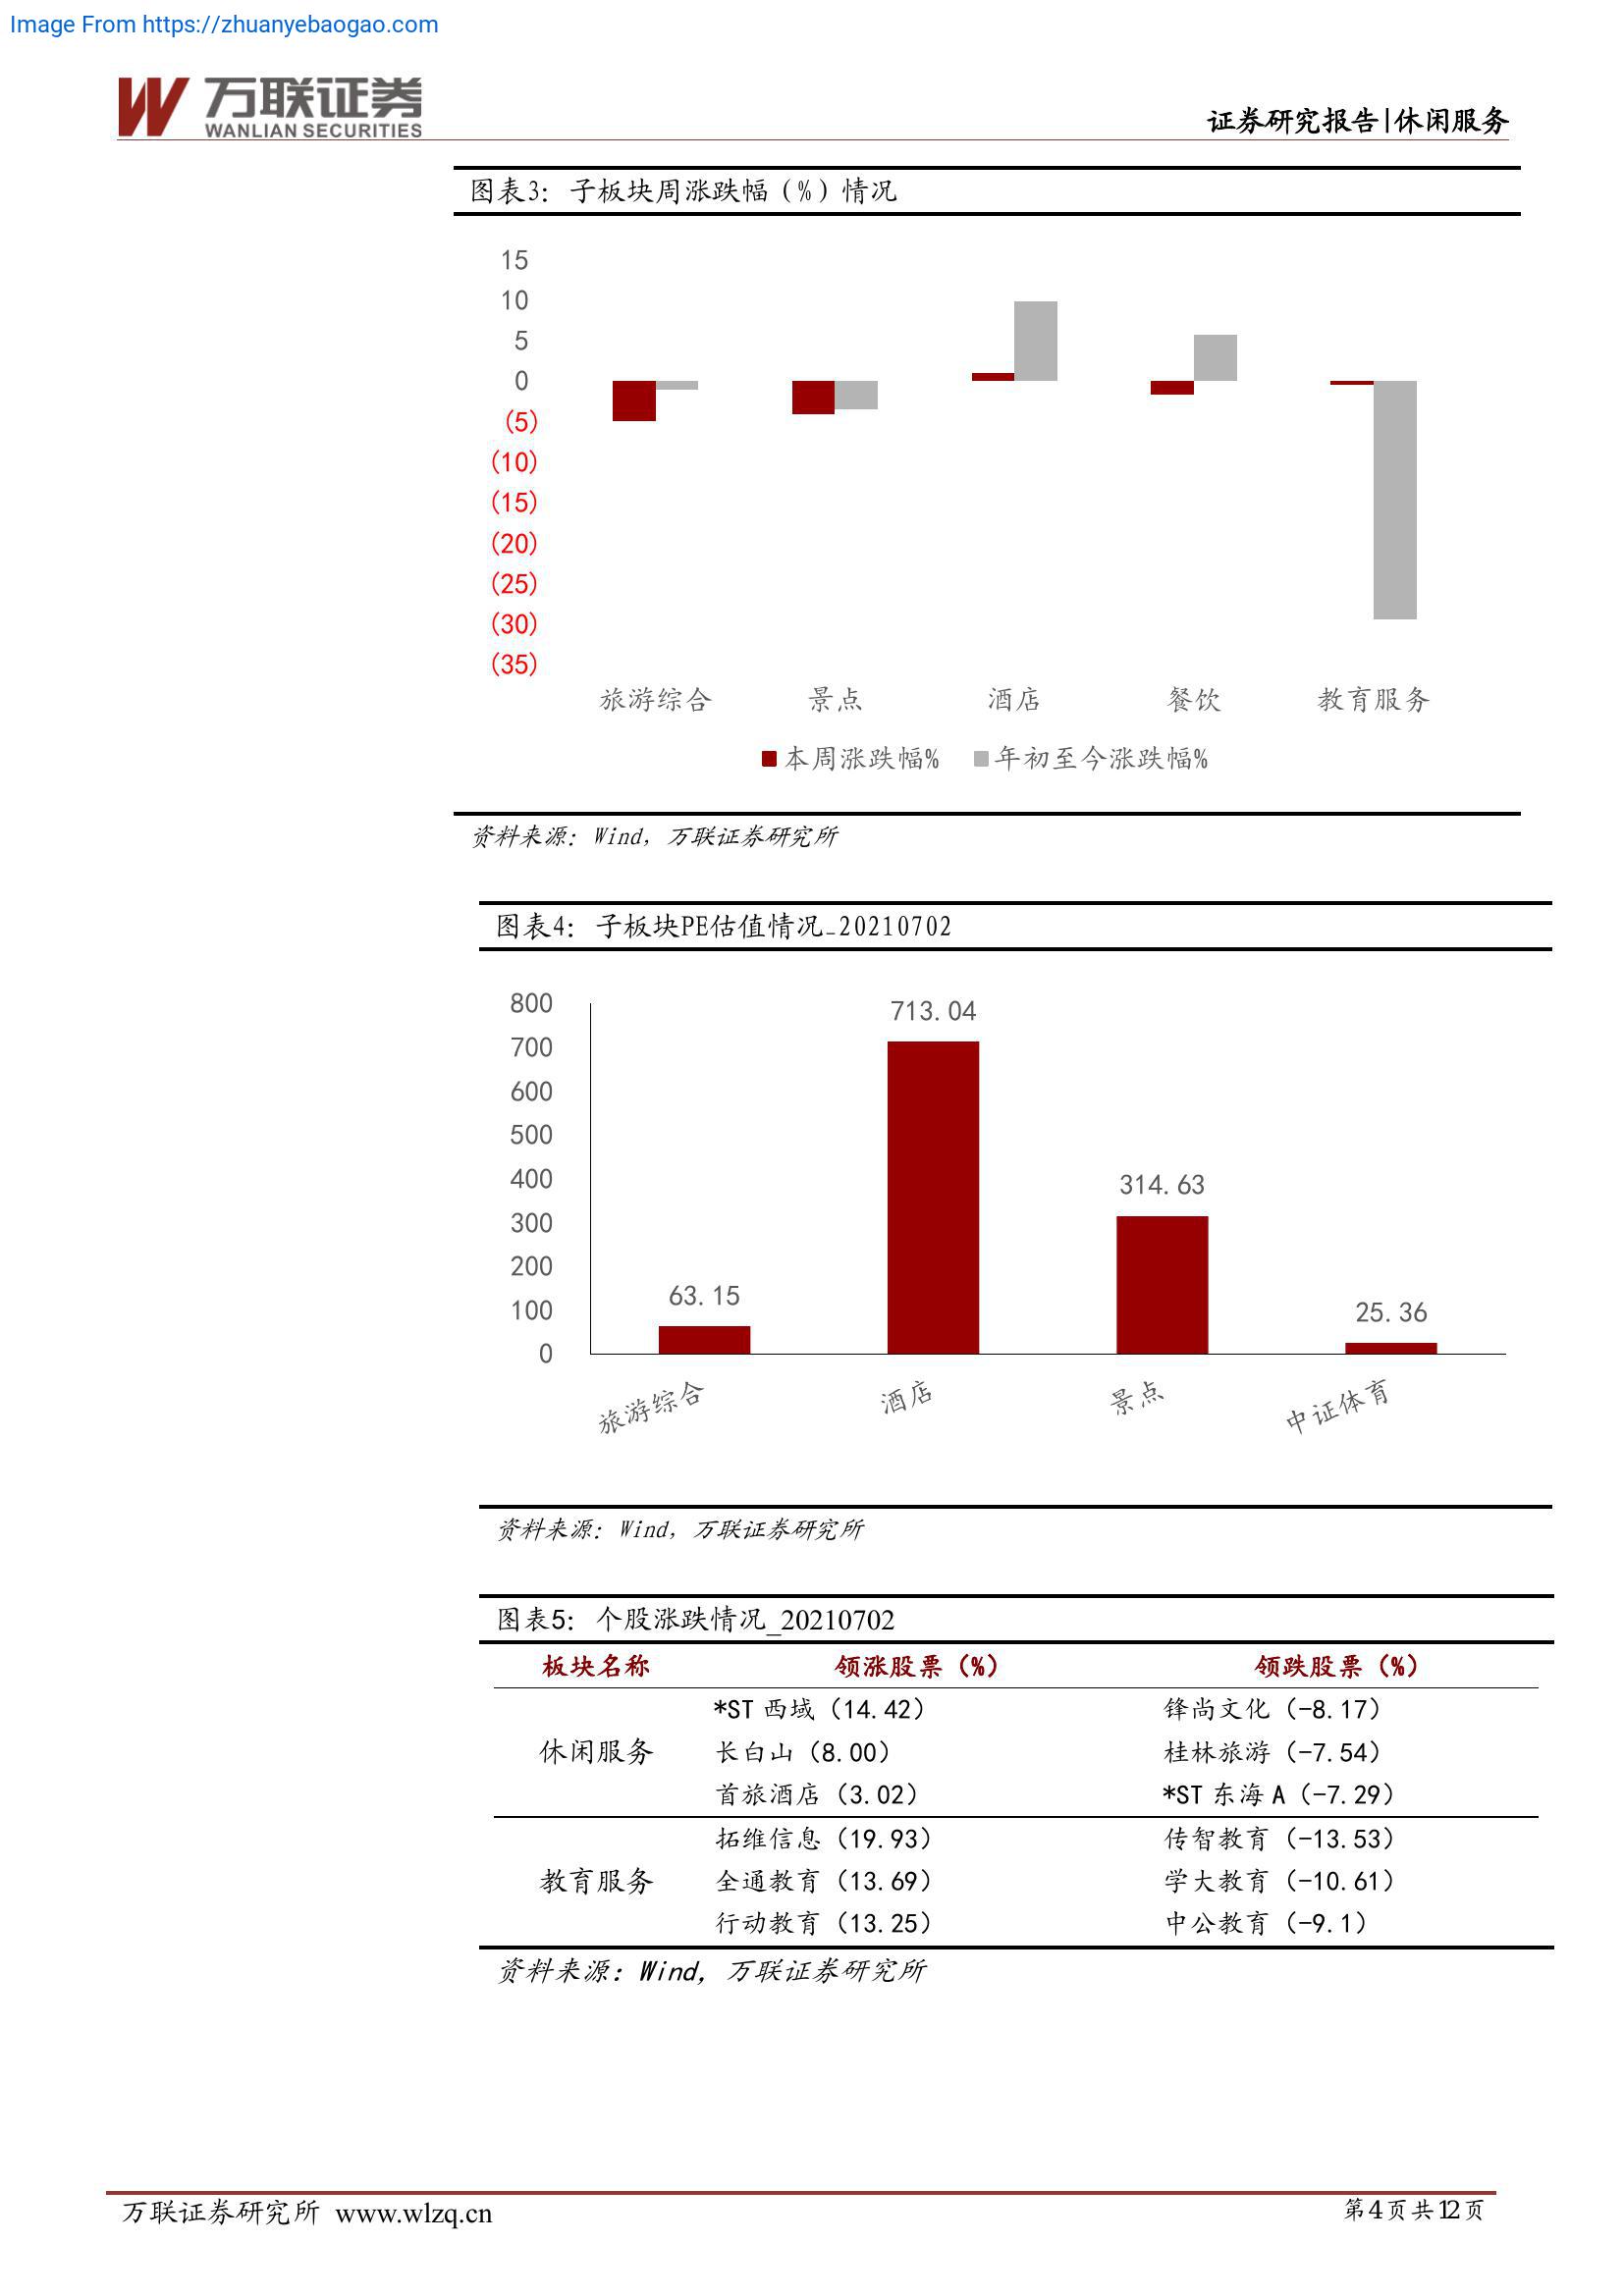 Image From https://zhuanyebaogao.com
万联证券
WANLIAN SECURITIES
证券研究报告|休闲服务
图表3：子板块周涨跌幅（%）情况
15
10
5
0
(5)
(10)
(15)
(20)
(25)
(30)
(35)
旅游综合 景点 酒店 餐饮 教育服务
本周涨跌幅% 年初至今涨跌幅%
资料来源：Wind，万联证券研究所
图表4：子板块PE估值情况_20210702
800
700
600
500
400
300
200
100
0
63.15
713.04
314.63
25.36
旅游综合 酒店 景点 中证体育
资料来源：Wind，万联证券研究所
图表5：个股涨跌情况_20210702
板块名称 领涨股票（%） 领跌股票（%）
*ST 西域（14.42） 锋尚文化（-8.17）
休闲服务 长白山（8.00） 桂林旅游（-7.54）
首旅酒店（3.02） *ST 东海 A（-7.29）
拓维信息（19.93） 传智教育（-13.53）
教育服务 全通教育（13.69） 学大教育（-10.61）
行动教育（13.25） 中公教育（-9.1）
资料来源：Wind，万联证券研究所
万联证券研究所 www.wlzq.cn 第4页共12页